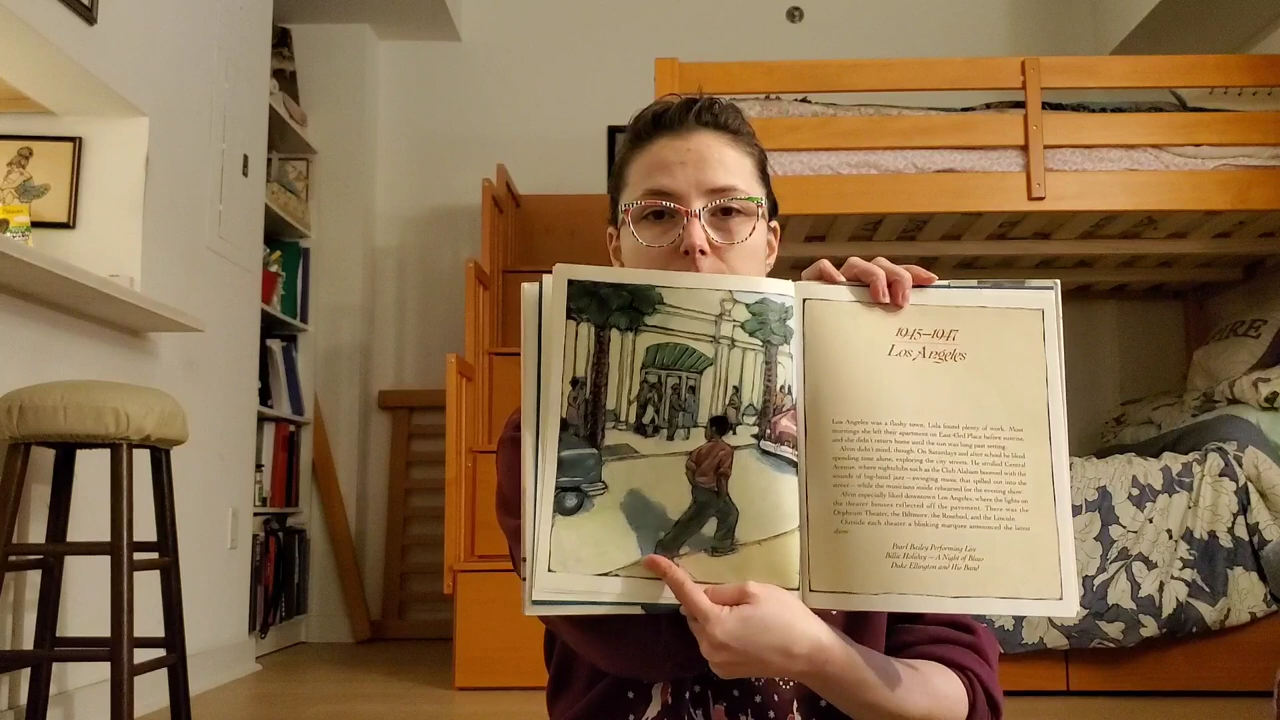 1945–1947
Los Angeles
Los Angeles was a flashy town. Lula found plenty of work. Most
mornings she left their apartment on East 43rd Place before sunrise,
and she didn't return home until the sun was long past setting.
Alvin didn't mind, though. On Saturdays and after school he liked
spending time alone, exploring the city streets. He strolled Central
Avenue, where nightclubs such as the Club Alabam boomed with the
sounds of big-band jazz—swinging music that spilled out into the
street—while the musicians inside rehearsed for the evening show.
Alvin especially liked downtown Los Angeles, where the lights on
the theater houses reflected off the pavement. There was the
Orpheum Theater, the Biltmore, the Rosebud, and the Lincoln.
Outside each theater a blinking marquee announced the latest
show:
Pearl Bailey Performing Live
Billie Holiday—A Night of Blues
Duke Ellington and His Band